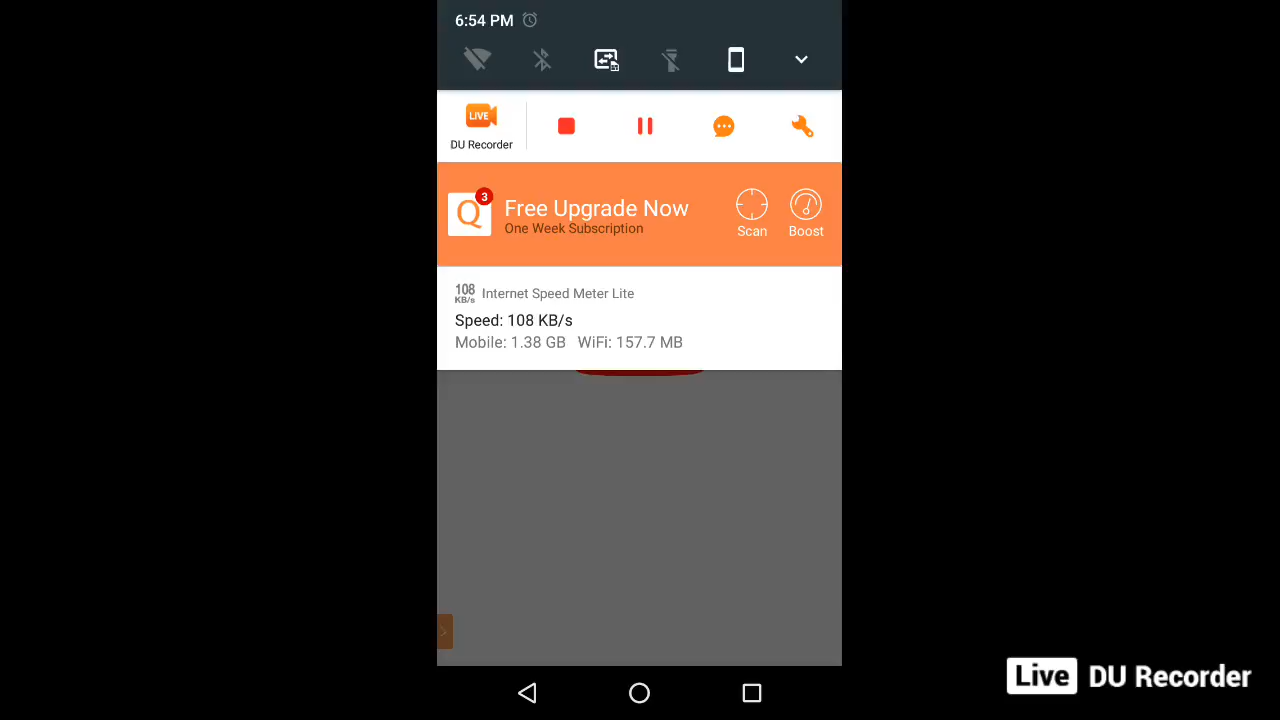 6:54 PM
LIVE
DU Recorder
Q
3
Free Upgrade Now
One Week Subscription
Scan
Boost
108
KB/s
Internet Speed Meter Lite
Speed: 108 KB/s
Mobile: 1.38 GB WiFi: 157.7 MB
Live DU Recorder